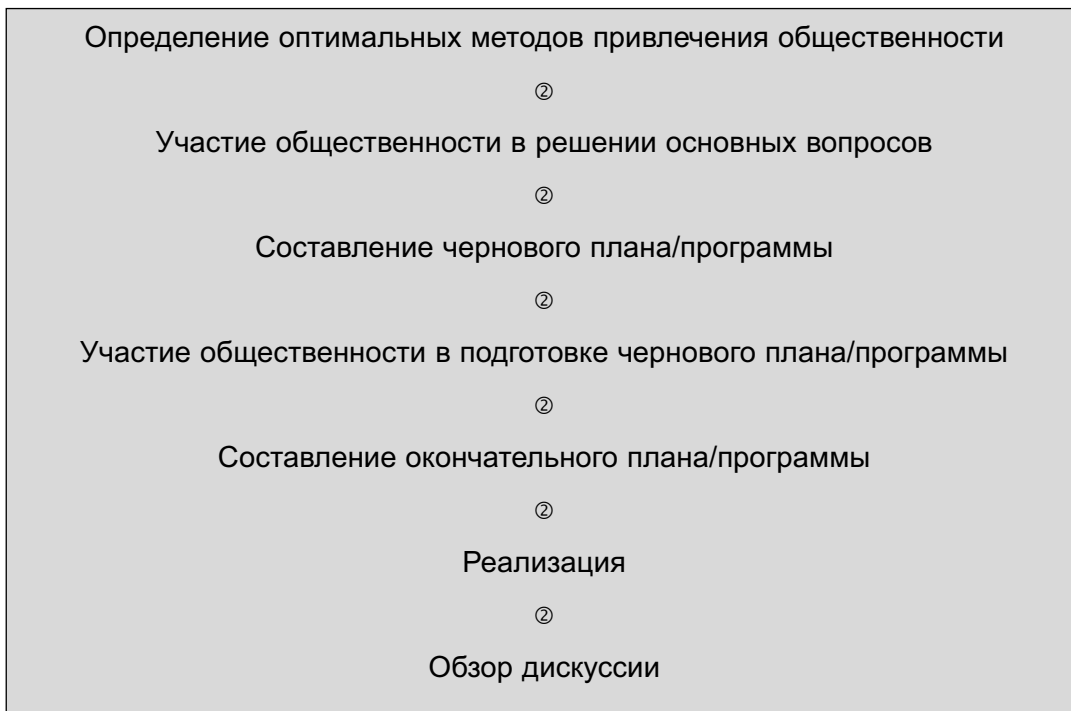 Определение оптимальных методов привлечения общественности
②
Участие общественности в решении основных вопросов
②
Составление чернового плана/программы
②
Участие общественности в подготовке чернового плана/программы
②
Составление окончательного плана/программы
②
Реализация
②
Обзор дискуссии